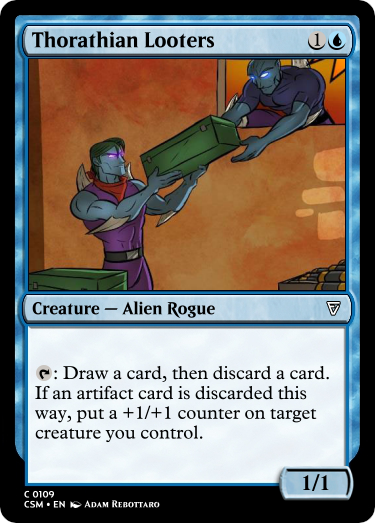 Thorathian Looters 1
Creature — Alien Rogue
: Draw a card, then discard a card.
If an artifact card is discarded this
way, put a +1/+1 counter on target
creature you control.
1/1
C 0109
CSM • EN Adam Rebottaro